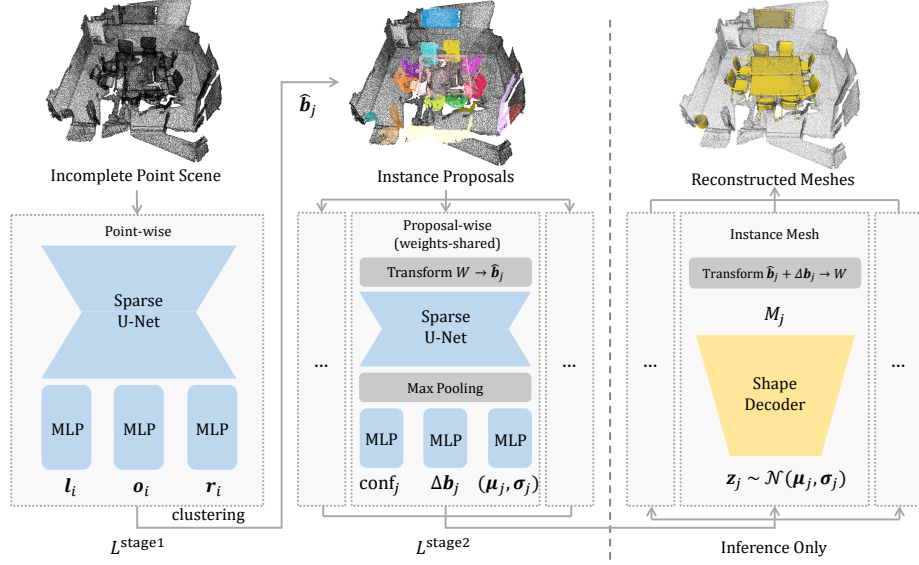 Incomplete Point Scene
Point-wise
Sparse
U-Net
MLP
MLP
MLP
l_i
o_i
r_i
clustering
L^stage1
b̂_j
Instance Proposals
Proposal-wise
(weights-shared)
Transform W → b̂_j
Sparse
U-Net
Max Pooling
MLP
MLP
MLP
conf_j
Δb_j
(μ_j, σ_j)
...
...
L^stage2
Reconstructed Meshes
Instance Mesh
Transform b̂_j + Δb_j → W
M_j
Shape
Decoder
z_j ~ 𝒩(μ_j, σ_j)
...
...
Inference Only